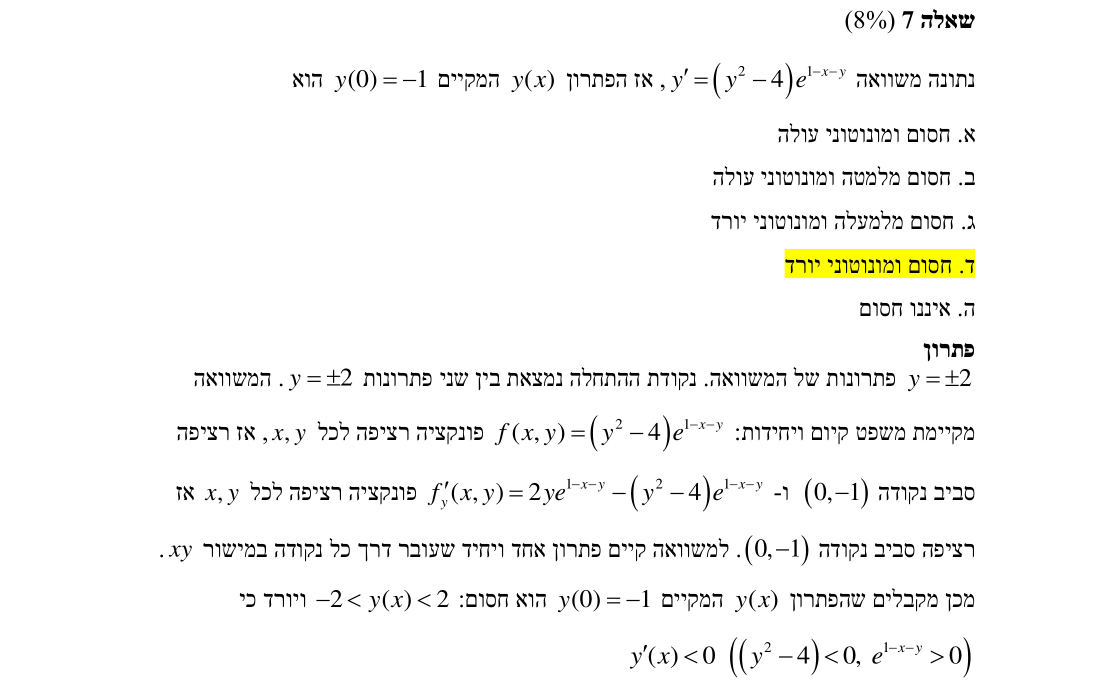 שאלה 7 (8%)
נתונה משוואה y′ = (y² − 4)e^{1−x−y} , אז הפתרון y(x) המקיים y(0) = −1 הוא
א. חסום ומונוטוני עולה
ב. חסום מלמטה ומונוטוני עולה
ג. חסום מלמעלה ומונוטוני יורד
ד. חסום ומונוטוני יורד
ה. איננו חסום
פתרון
y = ±2 פתרונות של המשוואה. נקודת ההתחלה נמצאת בין שני פתרונות y = ±2 . המשוואה
מקיימת משפט קיום ויחידות: f(x, y) = (y² − 4)e^{1−x−y} פונקציה רציפה לכל x, y , אז רציפה
סביב נקודה (0, −1) ו- f′_y(x, y) = 2ye^{1−x−y} − (y² − 4)e^{1−x−y} פונקציה רציפה לכל x, y אז
רציפה סביב נקודה (0, −1). למשוואה קיים פתרון אחד ויחיד שעובר דרך כל נקודה במישור xy .
מכן מקבלים שהפתרון y(x) המקיים y(0) = −1 הוא חסום: −2 < y(x) < 2 ויורד כי
y′(x) < 0 ((y² − 4) < 0, e^{1−x−y} > 0)